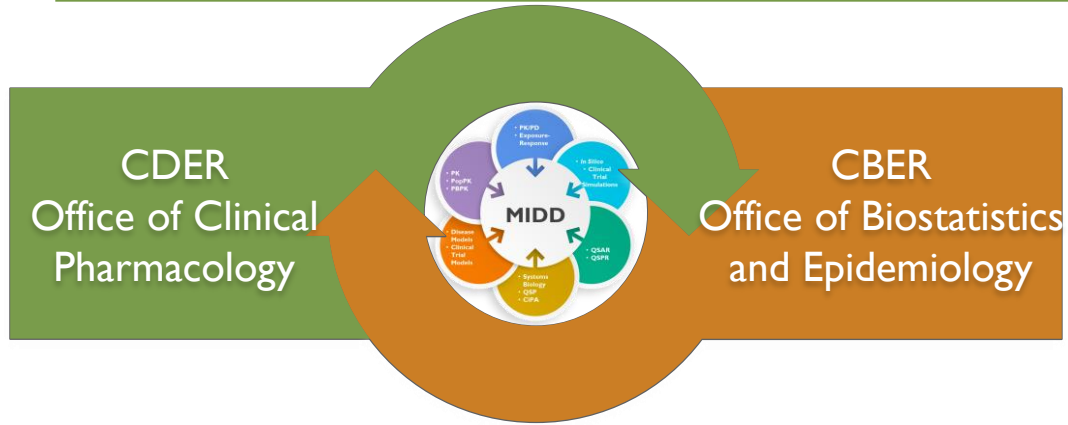 CDER
Office of Clinical
Pharmacology
• PK/PD
• Exposure-
Response
• In Silico
• Clinical
Trial
Simulations
• QSAR
• QSPR
• Systems
Biology
• QSP
• CiPA
• Disease
Models
• Clinical
Trial
Models
• PK
• PopPK
• PBPK
MIDD
CBER
Office of Biostatistics
and Epidemiology